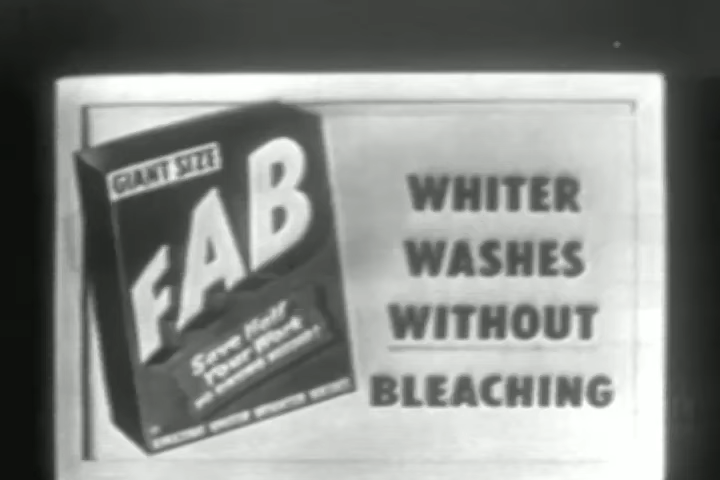 GIANT SIZE
FAB
Save Half
Your Work
WHITER
WASHES
WITHOUT
BLEACHING